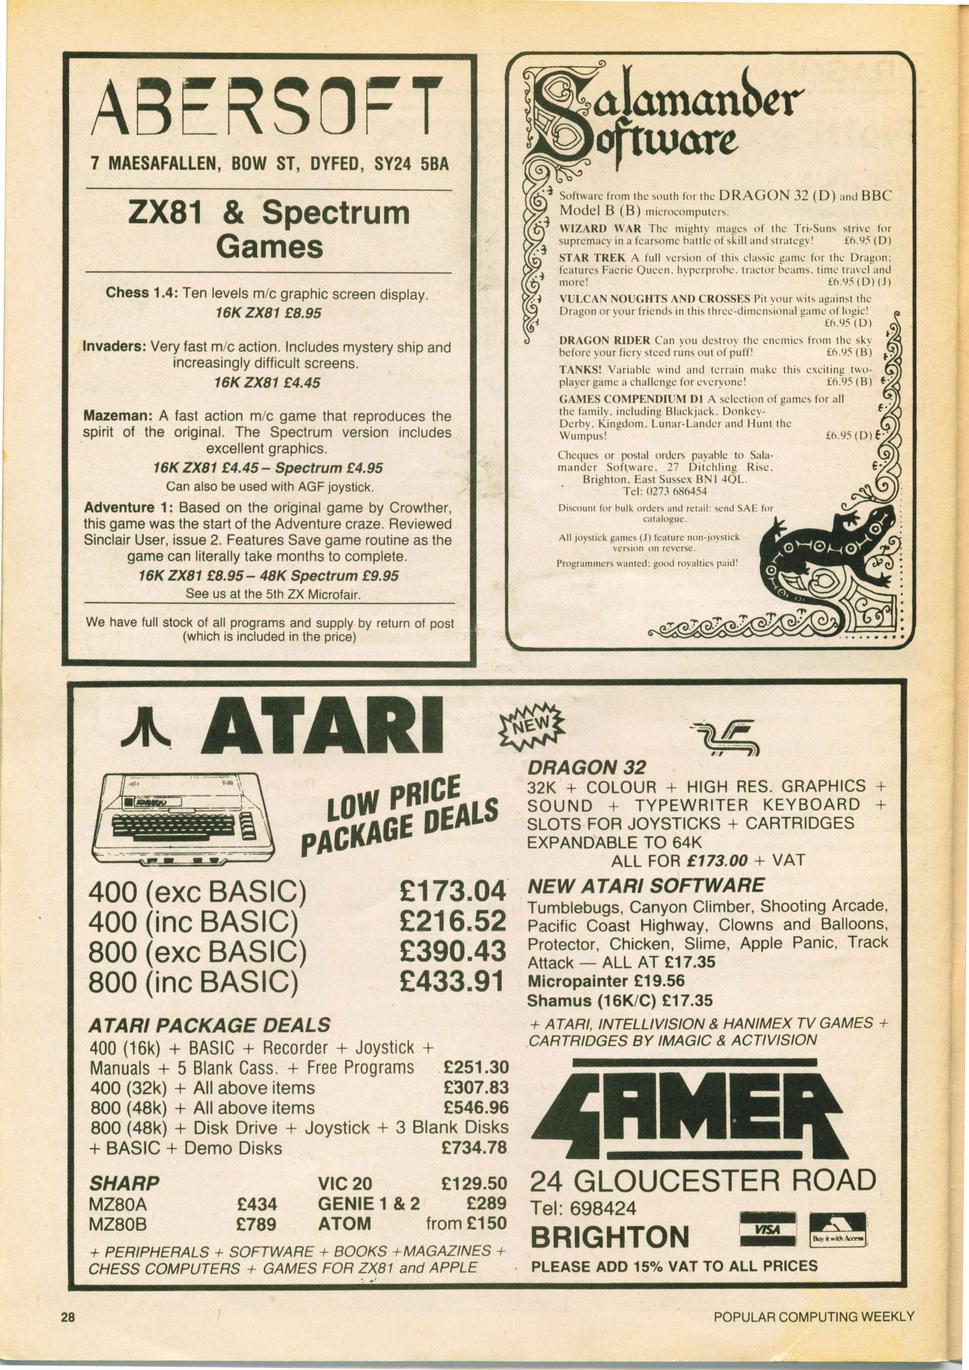 ABERSOFT
7 MAESAFALLEN, BOW ST, DYFED, SY24 5BA
ZX81 & Spectrum
Games
Chess 1.4: Ten levels m/c graphic screen display.
16K ZX81 £8.95
Invaders: Very fast m/c action. Includes mystery ship and
increasingly difficult screens.
16K ZX81 £4.45
Mazeman: A fast action m/c game that reproduces the
spirit of the original. The Spectrum version includes
excellent graphics.
16K ZX81 £4.45 – Spectrum £4.95
Can also be used with AGF joystick.
Adventure 1: Based on the original game by Crowther,
this game was the start of the Adventure craze. Reviewed
Sinclair User, issue 2. Features Save game routine as the
game can literally take months to complete.
16K ZX81 £8.95 – 48K Spectrum £9.95
See us at the 5th ZX Microfair.
We have full stock of all programs and supply by return of post
(which is included in the price)
Salamander
Software
Software from the south for the DRAGON 32 (D) and BBC
Model B (B) microcomputers.
WIZARD WAR The mighty mages of the Tri-Suns strive for
supremacy in a fearsome battle of skill and strategy! £6.95 (D)
STAR TREK A full version of this classic game for the Dragon;
features Faerie Queen, hyperprobe, tractor beams, time travel and
more! £6.95 (D) (J)
VULCAN NOUGHTS AND CROSSES Pit your wits against the
Dragon or your friends in this three-dimensional game of logic!
£6.95 (D)
DRAGON RIDER Can you destroy the enemies from the sky
before your fiery steed runs out of puff! £6.95 (B)
TANKS! Variable wind and terrain make this exciting two-
player game a challenge for everyone! £6.95 (B)
GAMES COMPENDIUM D1 A selection of games for all
the family, including Blackjack, Donkey-
Derby, Kingdom, Lunar-Lander and Hunt the
Wumpus! £6.95 (D)
Cheques or postal orders payable to Sala-
mander Software, 27 Ditchling Rise,
Brighton, East Sussex BN1 4QL.
Tel: 0273 686454
Discount for bulk orders and retail: send SAE for
catalogue.
All joystick games (J) feature non-joystick
version on reverse.
Programmers wanted: good royalties paid!
ATARI
LOW PRICE
PACKAGE DEALS
400 (exc BASIC) £173.04
400 (inc BASIC) £216.52
800 (exc BASIC) £390.43
800 (inc BASIC) £433.91
ATARI PACKAGE DEALS
400 (16k) + BASIC + Recorder + Joystick +
Manuals + 5 Blank Cass. + Free Programs £251.30
400 (32k) + All above items £307.83
800 (48k) + All above items £546.96
800 (48k) + Disk Drive + Joystick + 3 Blank Disks
+ BASIC + Demo Disks £734.78
SHARP VIC 20 £129.50
MZ80A £434 GENIE 1 & 2 £289
MZ80B £789 ATOM from £150
+ PERIPHERALS + SOFTWARE + BOOKS +MAGAZINES +
CHESS COMPUTERS + GAMES FOR ZX81 and APPLE
NEW
DRAGON 32
32K + COLOUR + HIGH RES. GRAPHICS +
SOUND + TYPEWRITER KEYBOARD +
SLOTS FOR JOYSTICKS + CARTRIDGES
EXPANDABLE TO 64K
ALL FOR £173.00 + VAT
NEW ATARI SOFTWARE
Tumblebugs, Canyon Climber, Shooting Arcade,
Pacific Coast Highway, Clowns and Balloons,
Protector, Chicken, Slime, Apple Panic, Track
Attack — ALL AT £17.35
Micropainter £19.56
Shamus (16K/C) £17.35
+ ATARI, INTELLIVISION & HANIMEX TV GAMES +
CARTRIDGES BY IMAGIC & ACTIVISION
GAMER
24 GLOUCESTER ROAD
Tel: 698424
BRIGHTON
VISA
Buy it with Access
PLEASE ADD 15% VAT TO ALL PRICES
28
POPULAR COMPUTING WEEKLY